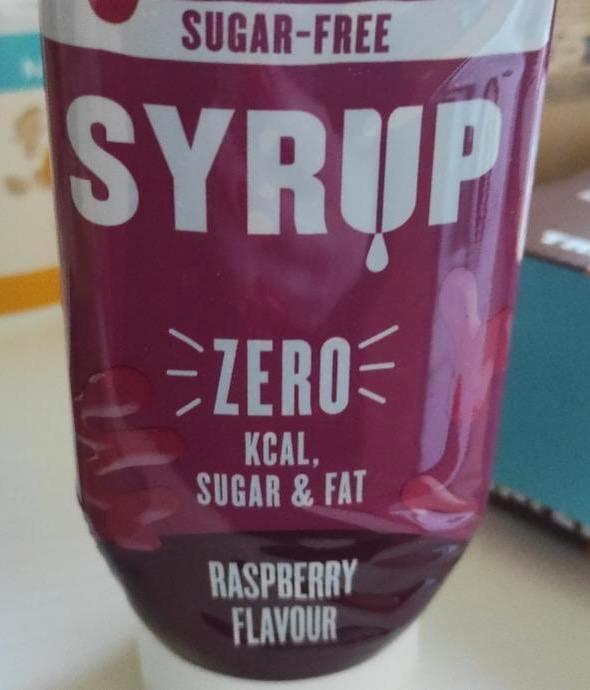 SUGAR-FREE
SYRUP
ZERO
KCAL,
SUGAR & FAT
RASPBERRY
FLAVOUR